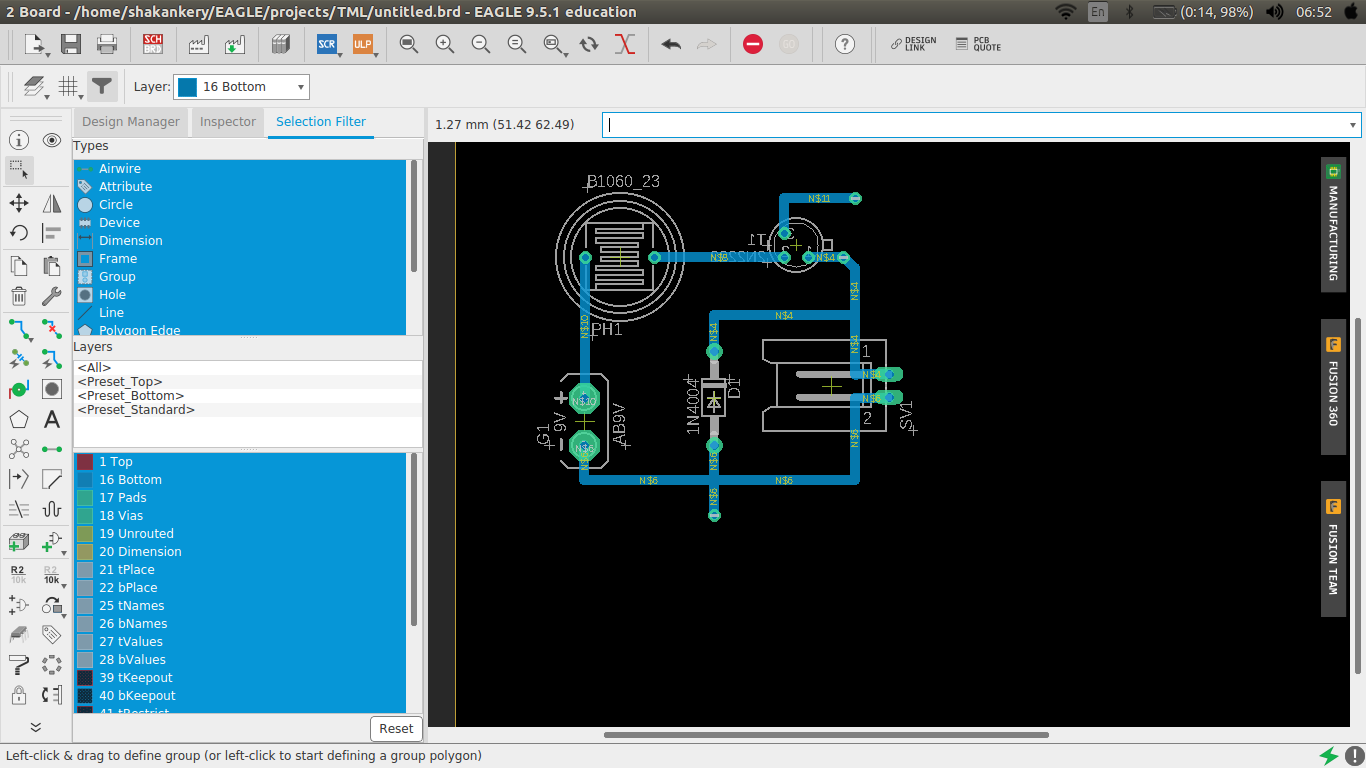 2 Board - /home/shakankery/EAGLE/projects/TML/untitled.brd - EAGLE 9.5.1 education
En
(0:14, 98%)
06:52
SCH
BRD
SCR
ULP
GO
DESIGN
LINK
PCB
QUOTE
Layer:
16 Bottom
Design Manager
Inspector
Selection Filter
1.27 mm (51.42 62.49)
Types
Airwire
Attribute
Circle
Device
Dimension
Frame
Group
Hole
Line
Polygon Edge
Layers
<All>
<Preset_Top>
<Preset_Bottom>
<Preset_Standard>
1 Top
16 Bottom
17 Pads
18 Vias
19 Unrouted
20 Dimension
21 tPlace
22 bPlace
25 tNames
26 bNames
27 tValues
28 bValues
39 tKeepout
40 bKeepout
41 tRestrict
Reset
R2
10k
R2
10k
B1060_23
N$11
T1
N$8
2N2222
N$4
N$4
PH1
N$10
N$4
N$4
N$4
1
N$4
N$6
2
SV1
1N4004
D1
G1
9V
AB9V
N$10
N$6
N$6
N$6
N$6
N$6
N$6
MANUFACTURING
FUSION 360
FUSION TEAM
Left-click & drag to define group (or left-click to start defining a group polygon)